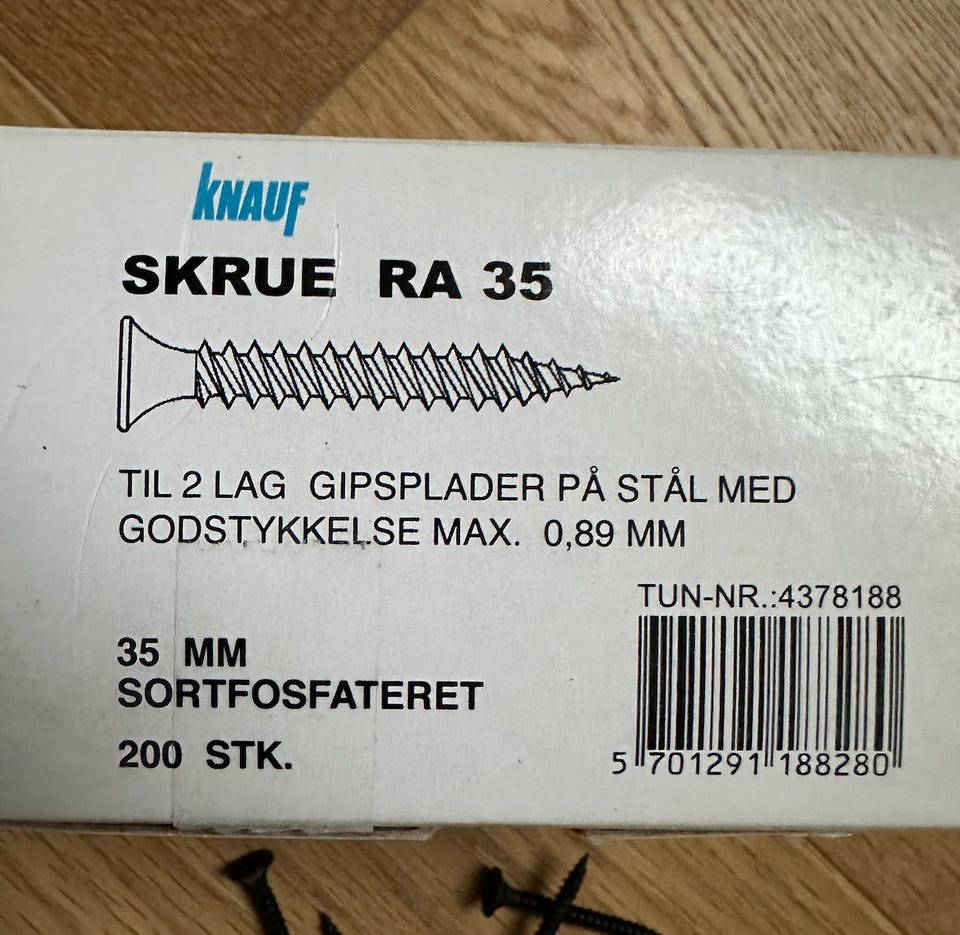 KNAUF
SKRUE RA 35
TIL 2 LAG GIPSPLADER PÅ STÅL MED
GODSTYKKELSE MAX. 0,89 MM
TUN-NR.:4378188
35 MM
SORTFOSFATERET
200 STK.
5 701291 188280